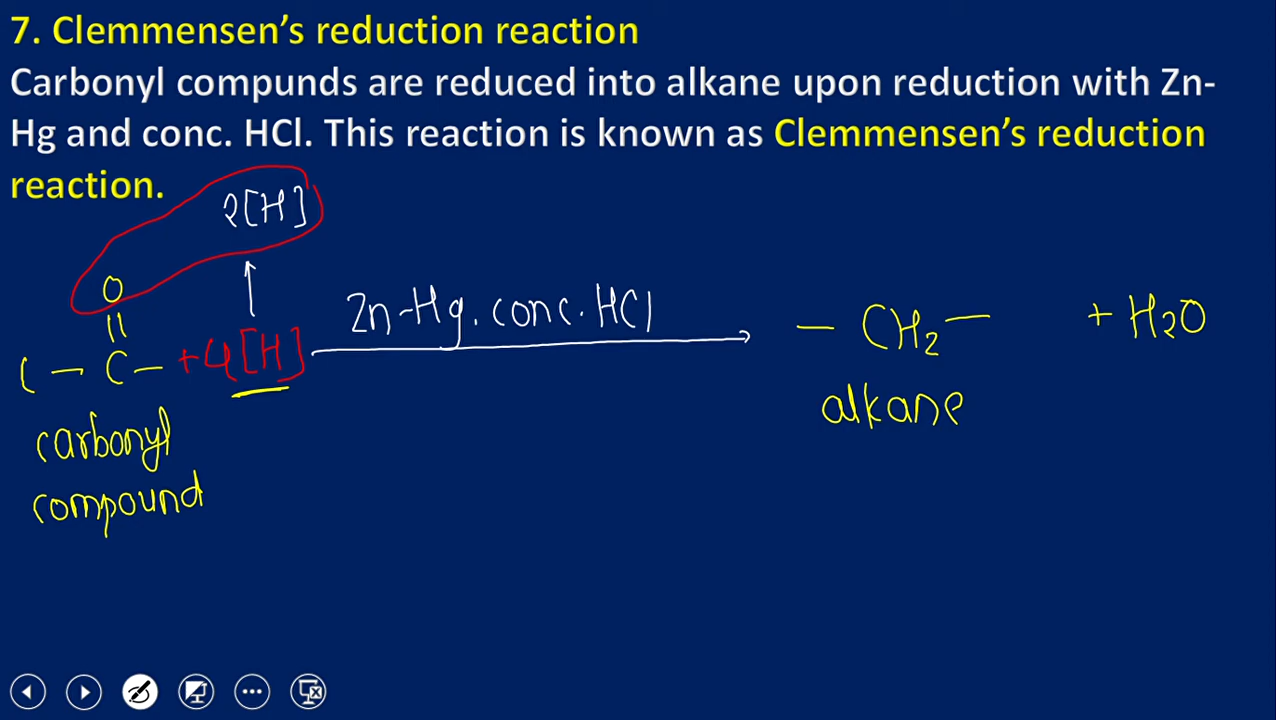 7. Clemmensen’s reduction reaction
Carbonyl compunds are reduced into alkane upon reduction with Zn-
Hg and conc. HCl. This reaction is known as Clemmensen’s reduction
reaction.
2[H]
O
||
Zn-Hg. conc. HCl
( - C - +4[H]
- CH2 -
+ H2O
carbonyl
compound
alkane